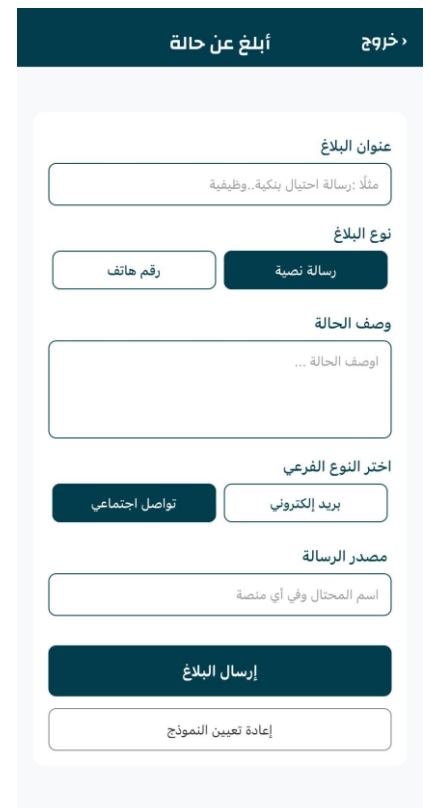 ‹ خروج
أبلغ عن حالة
عنوان البلاغ
مثلًا :رسالة احتيال بنكية..وظيفية
نوع البلاغ
رسالة نصية
رقم هاتف
وصف الحالة
اوصف الحالة ...
اختر النوع الفرعي
بريد إلكتروني
تواصل اجتماعي
مصدر الرسالة
اسم المحتال وفي أي منصة
إرسال البلاغ
إعادة تعيين النموذج